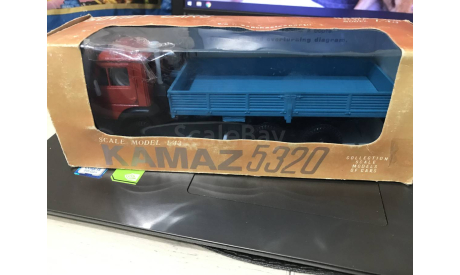 SCALE MODEL 1:43
KAMAZ 5320
COLLECTION
SCALE
MODELS
OF CARS
ScaleBay